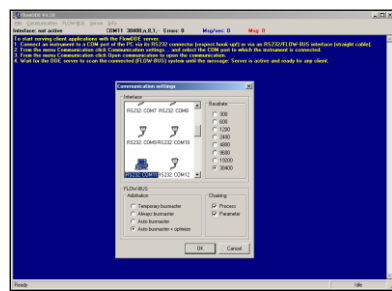 FlowDDE V4.58
File Communication FLOW-BUS Server Info
Interface: not active COM11 38400,n,8,1, Errors: 0 Msg/sec: 0 Msg: 0
To start serving client applications with the FlowDDE server:
1. Connect an instrument to a COM port of the PC via its RS232 connector (respect hook-up!) or via an RS232/FLOW-BUS interface (straight cable).
2. From the menu Communication click Communication settings ... and select the COM port to which the instrument is connected.
3. From the menu Communication click Open communication to open the communication.
4. Wait for the DDE server to scan the connected (FLOW-BUS) system until the message: Server is active and ready for any client.
Communication settings
Interface
Baudrate
RS232: COM7 RS232: COM8
RS232: COM9 RS232: COM10
RS232: COM11 RS232: COM12
300
600
1200
2400
4800
9600
19200
38400
FLOW-BUS
Arbitration
Temporary busmaster
Always busmaster
Auto busmaster
Auto busmaster + optimize
Chaining
Process
Parameter
OK Cancel
Ready Idle